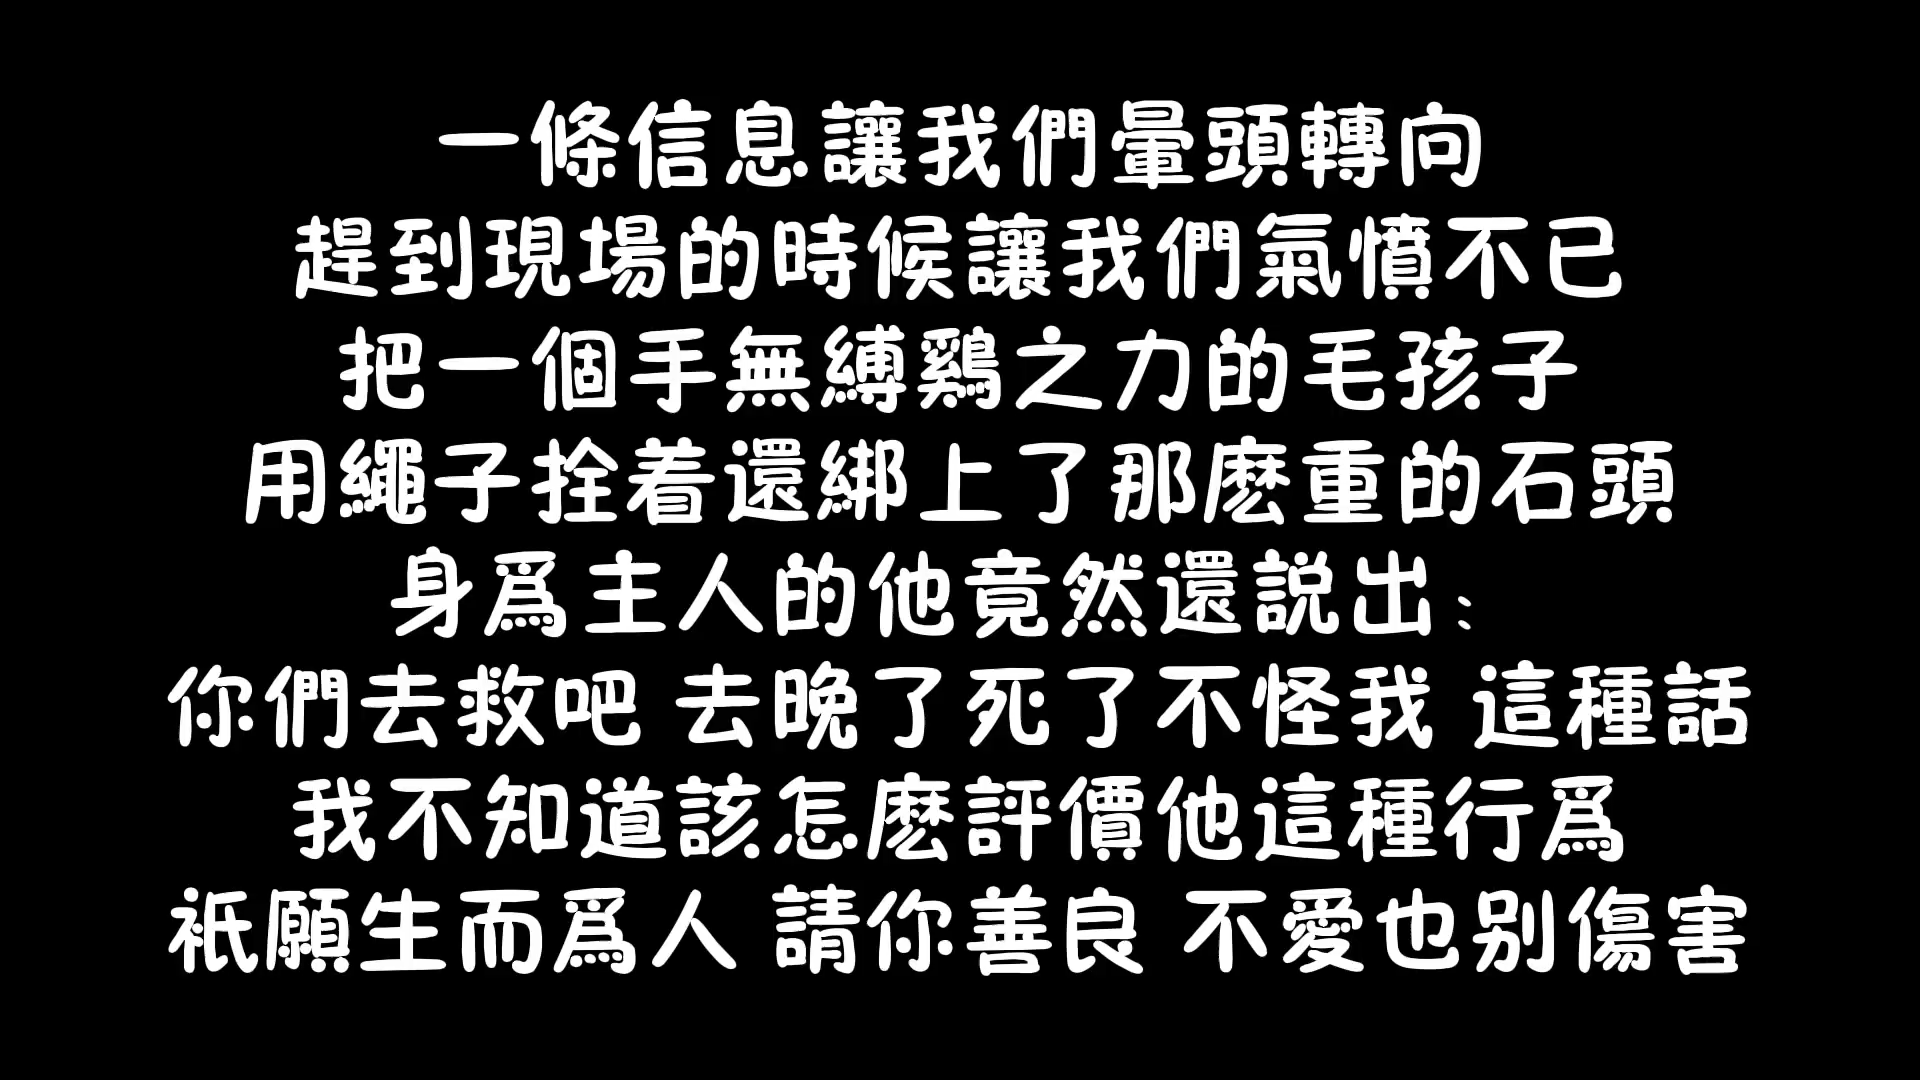 一條信息讓我們暈頭轉向
趕到現場的時候讓我們氣憤不已
把一個手無縛鷄之力的毛孩子
用繩子拴着還綁上了那麽重的石頭
身爲主人的他竟然還説出：
你們去救吧 去晚了死了不怪我 這種話
我不知道該怎麽評價他這種行爲
祇願生而爲人 請你善良 不愛也别傷害